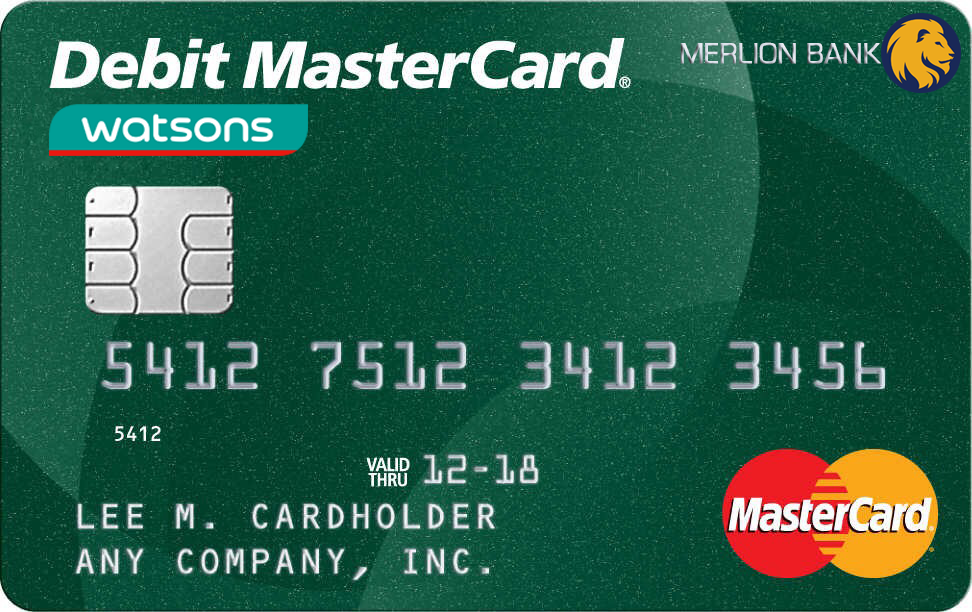 Debit MasterCard®
MERLION BANK
watsons
5412 7512 3412 3456
5412
VALID THRU 12-18
LEE M. CARDHOLDER
ANY COMPANY, INC.
MasterCard®